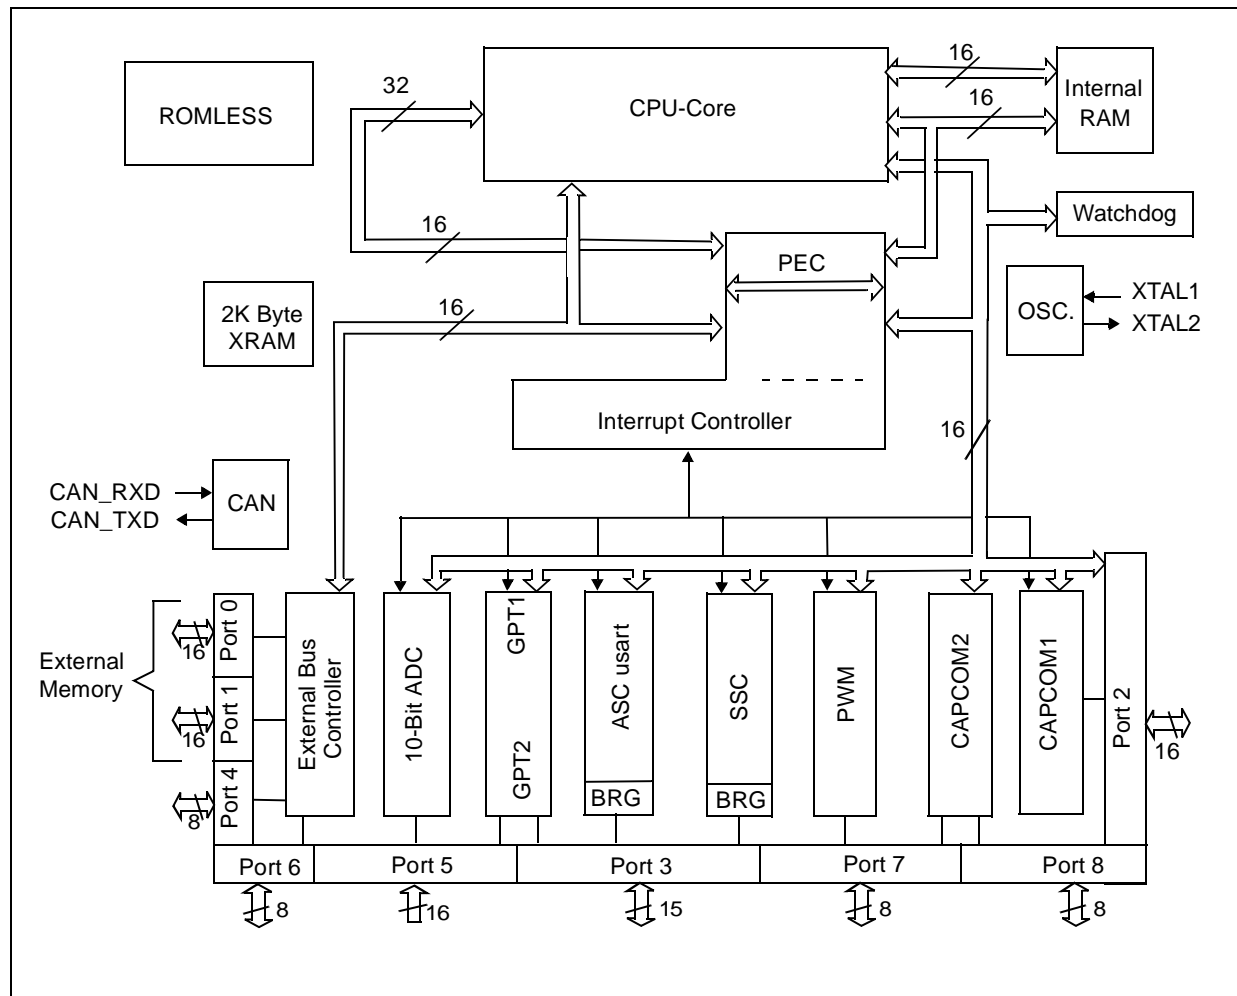 16
32
ROMLESS
CPU-Core
16
Internal
RAM
Watchdog
16
PEC
OSC.
XTAL1
XTAL2
2K Byte
XRAM
16
Interrupt Controller
16
CAN_RXD
CAN_TXD
CAN
External
Memory
Port 0
16
Port 1
16
Port 4
8
External Bus
Controller
10-Bit ADC
GPT1
GPT2
ASC usart
BRG
SSC
BRG
PWM
CAPCOM2
CAPCOM1
Port 2
16
Port 6
Port 5
Port 3
Port 7
Port 8
8
16
15
8
8